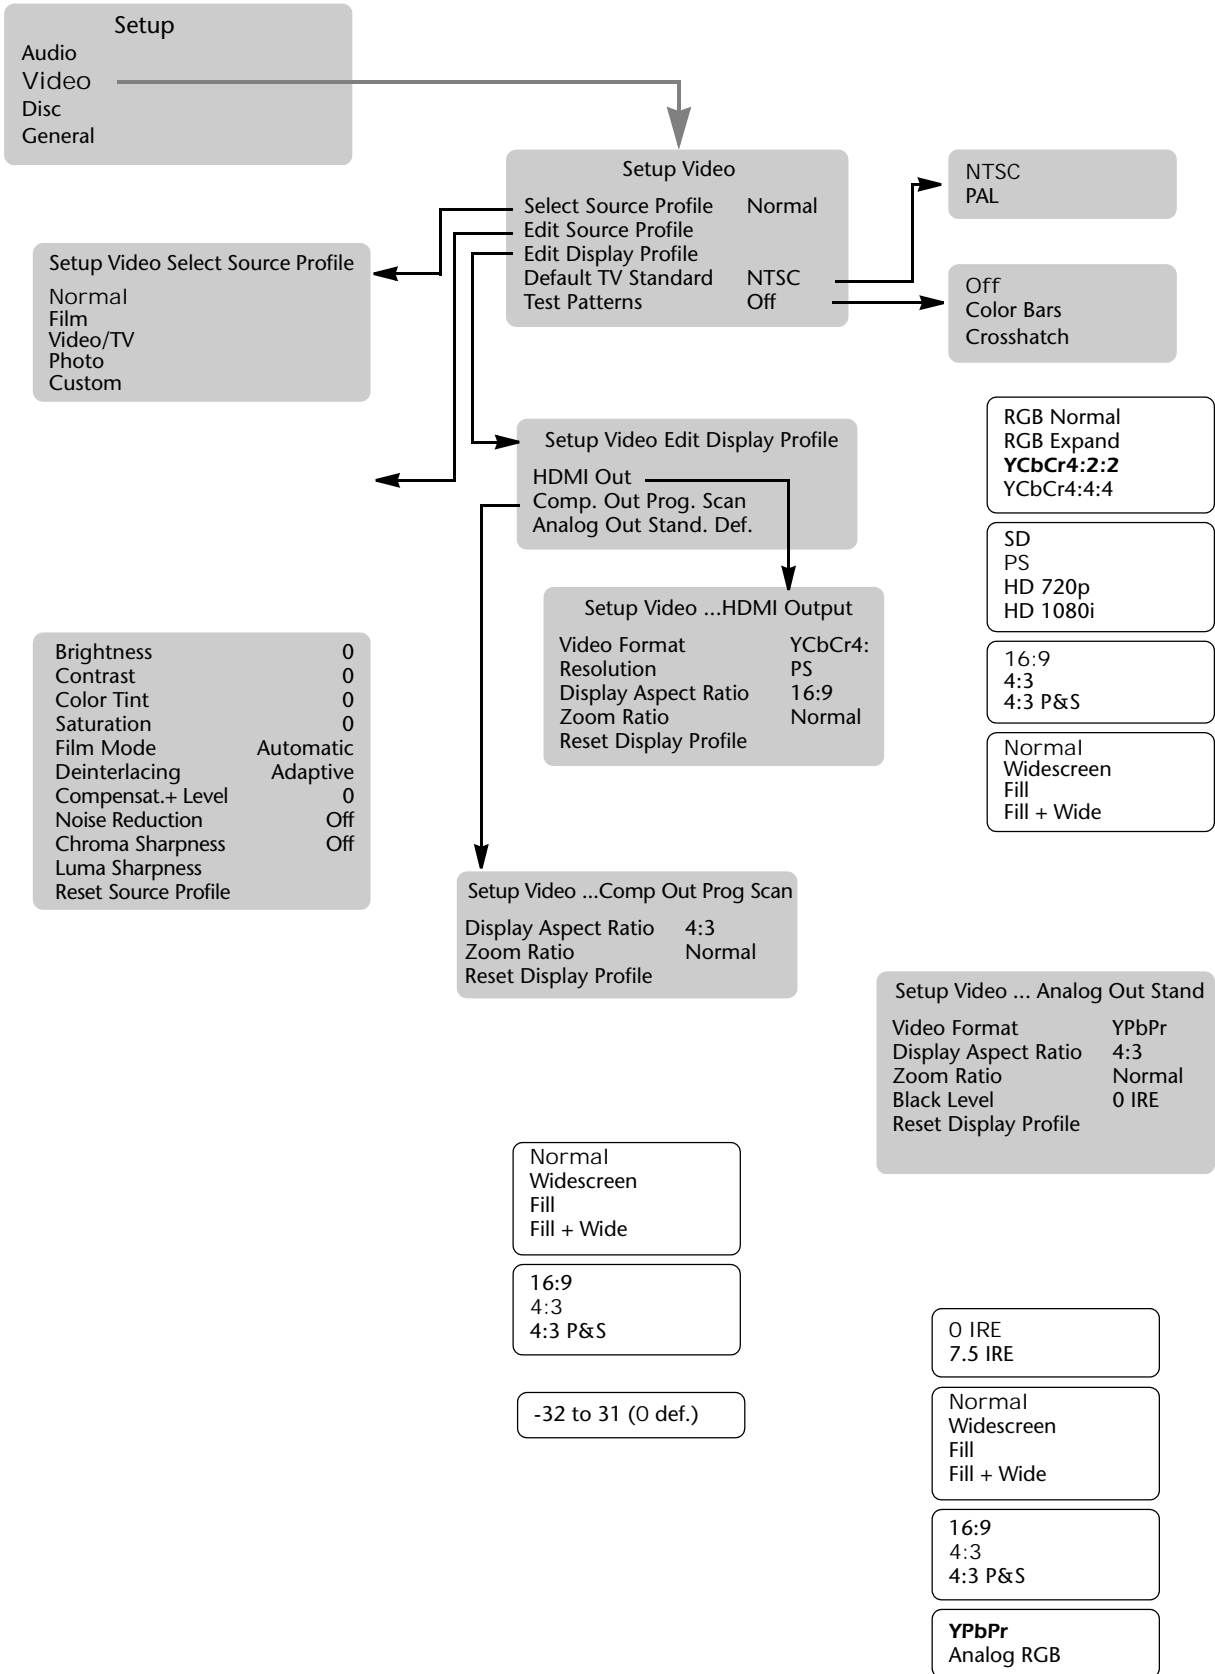 Setup
Audio
Video
Disc
General
Setup Video
Select Source Profile Normal
Edit Source Profile
Edit Display Profile
Default TV Standard NTSC
Test Patterns Off
NTSC
PAL
Off
Color Bars
Crosshatch
Setup Video Select Source Profile
Normal
Film
Video/TV
Photo
Custom
Setup Video Edit Display Profile
HDMI Out
Comp. Out Prog. Scan
Analog Out Stand. Def.
RGB Normal
RGB Expand
YCbCr4:2:2
YCbCr4:4:4
SD
PS
HD 720p
HD 1080i
16:9
4:3
4:3 P&S
Normal
Widescreen
Fill
Fill + Wide
Setup Video ...HDMI Output
Video Format YCbCr4:
Resolution PS
Display Aspect Ratio 16:9
Zoom Ratio Normal
Reset Display Profile
Brightness 0
Contrast 0
Color Tint 0
Saturation 0
Film Mode Automatic
Deinterlacing Adaptive
Compensat.+ Level 0
Noise Reduction Off
Chroma Sharpness Off
Luma Sharpness
Reset Source Profile
Setup Video ...Comp Out Prog Scan
Display Aspect Ratio 4:3
Zoom Ratio Normal
Reset Display Profile
Setup Video ... Analog Out Stand
Video Format YPbPr
Display Aspect Ratio 4:3
Zoom Ratio Normal
Black Level 0 IRE
Reset Display Profile
Normal
Widescreen
Fill
Fill + Wide
16:9
4:3
4:3 P&S
-32 to 31 (0 def.)
0 IRE
7.5 IRE
Normal
Widescreen
Fill
Fill + Wide
16:9
4:3
4:3 P&S
YPbPr
Analog RGB